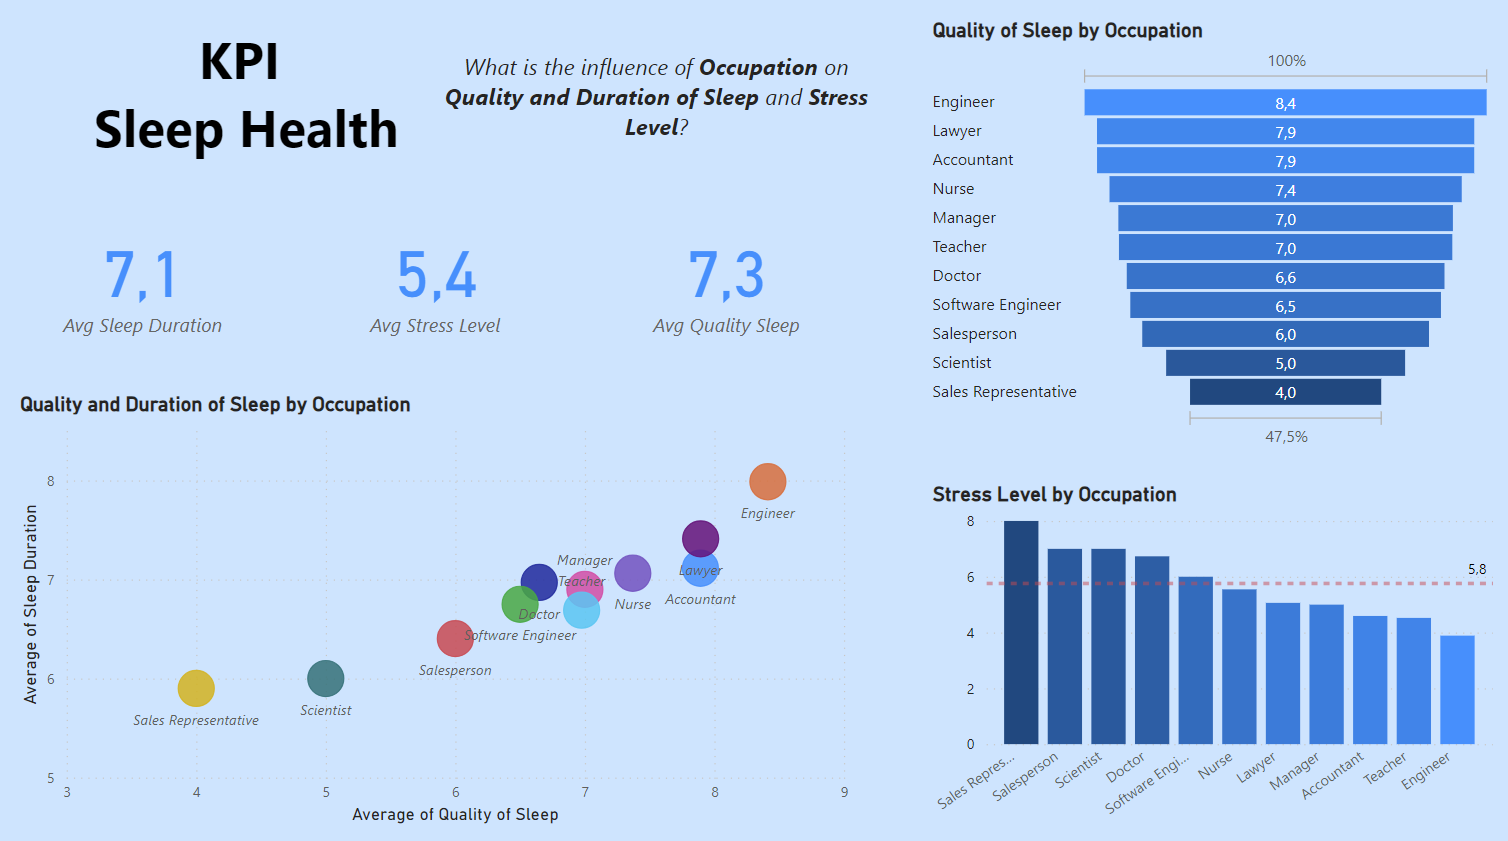 KPI
Sleep Health
What is the influence of Occupation on
Quality and Duration of Sleep and Stress
Level?
7,1
Avg Sleep Duration
5,4
Avg Stress Level
7,3
Avg Quality Sleep
Quality and Duration of Sleep by Occupation
Average of Sleep Duration
8
7
6
5
3
4
5
6
7
8
9
Average of Quality of Sleep
Engineer
Manager
Teacher
Lawyer
Nurse
Accountant
Doctor
Software Engineer
Salesperson
Scientist
Sales Representative
Quality of Sleep by Occupation
100%
Engineer 8,4
Lawyer 7,9
Accountant 7,9
Nurse 7,4
Manager 7,0
Teacher 7,0
Doctor 6,6
Software Engineer 6,5
Salesperson 6,0
Scientist 5,0
Sales Representative 4,0
47,5%
Stress Level by Occupation
8
6
4
2
0
5,8
Sales Repres...
Salesperson
Scientist
Doctor
Software Engi...
Nurse
Lawyer
Manager
Accountant
Teacher
Engineer